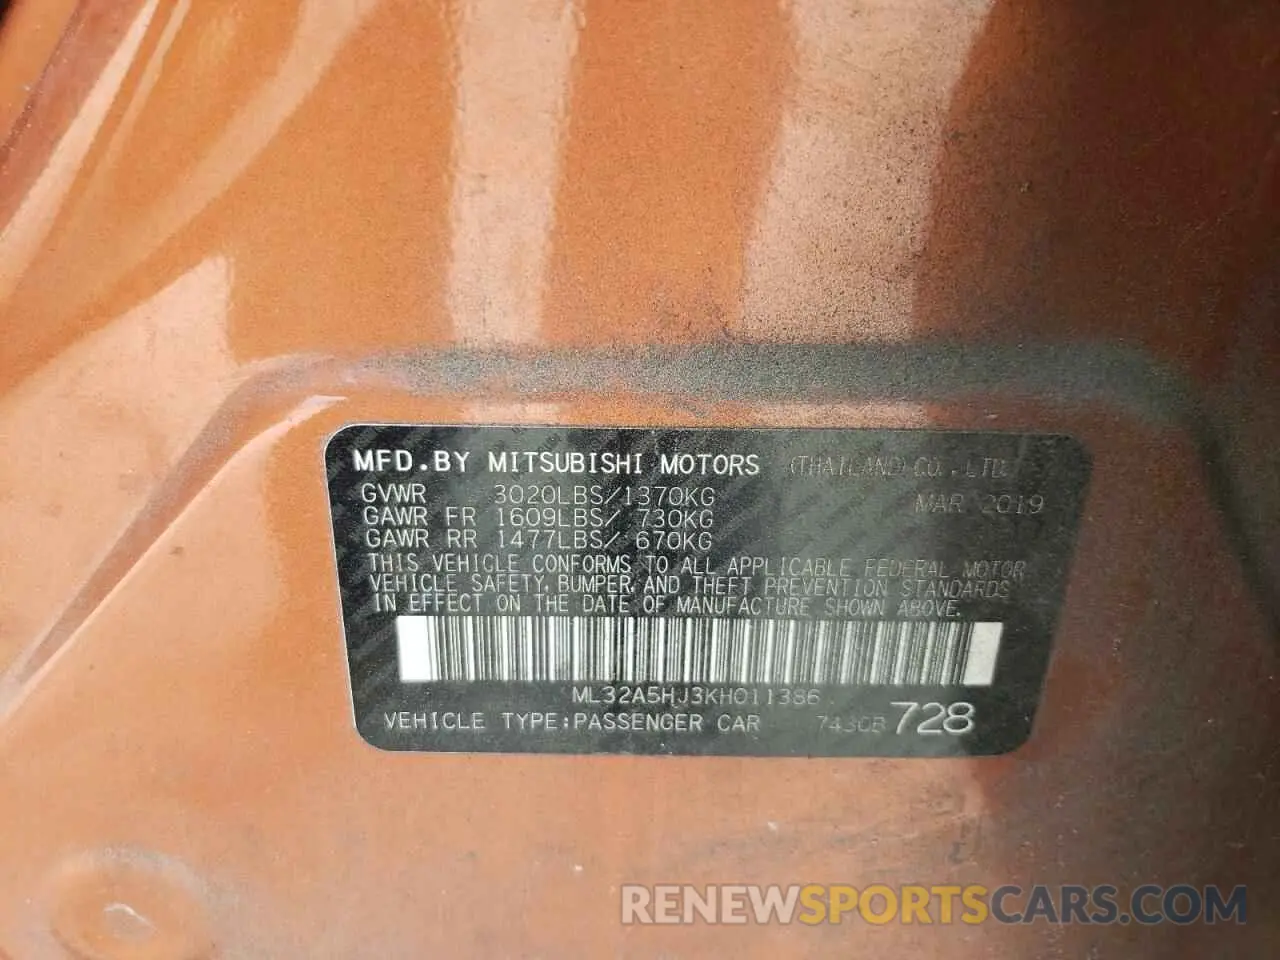 MFD.BY MITSUBISHI MOTORS (THAILAND) CO., LTD.
GVWR 3020LBS/1370KG MAR 2019
GAWR FR 1609LBS/ 730KG
GAWR RR 1477LBS/ 670KG
THIS VEHICLE CONFORMS TO ALL APPLICABLE FEDERAL MOTOR
VEHICLE SAFETY, BUMPER, AND THEFT PREVENTION STANDARDS
IN EFFECT ON THE DATE OF MANUFACTURE SHOWN ABOVE.
ML32A5HJ3KH011386
VEHICLE TYPE:PASSENGER CAR 743CB 728
RENEWSPORTSCARS.COM